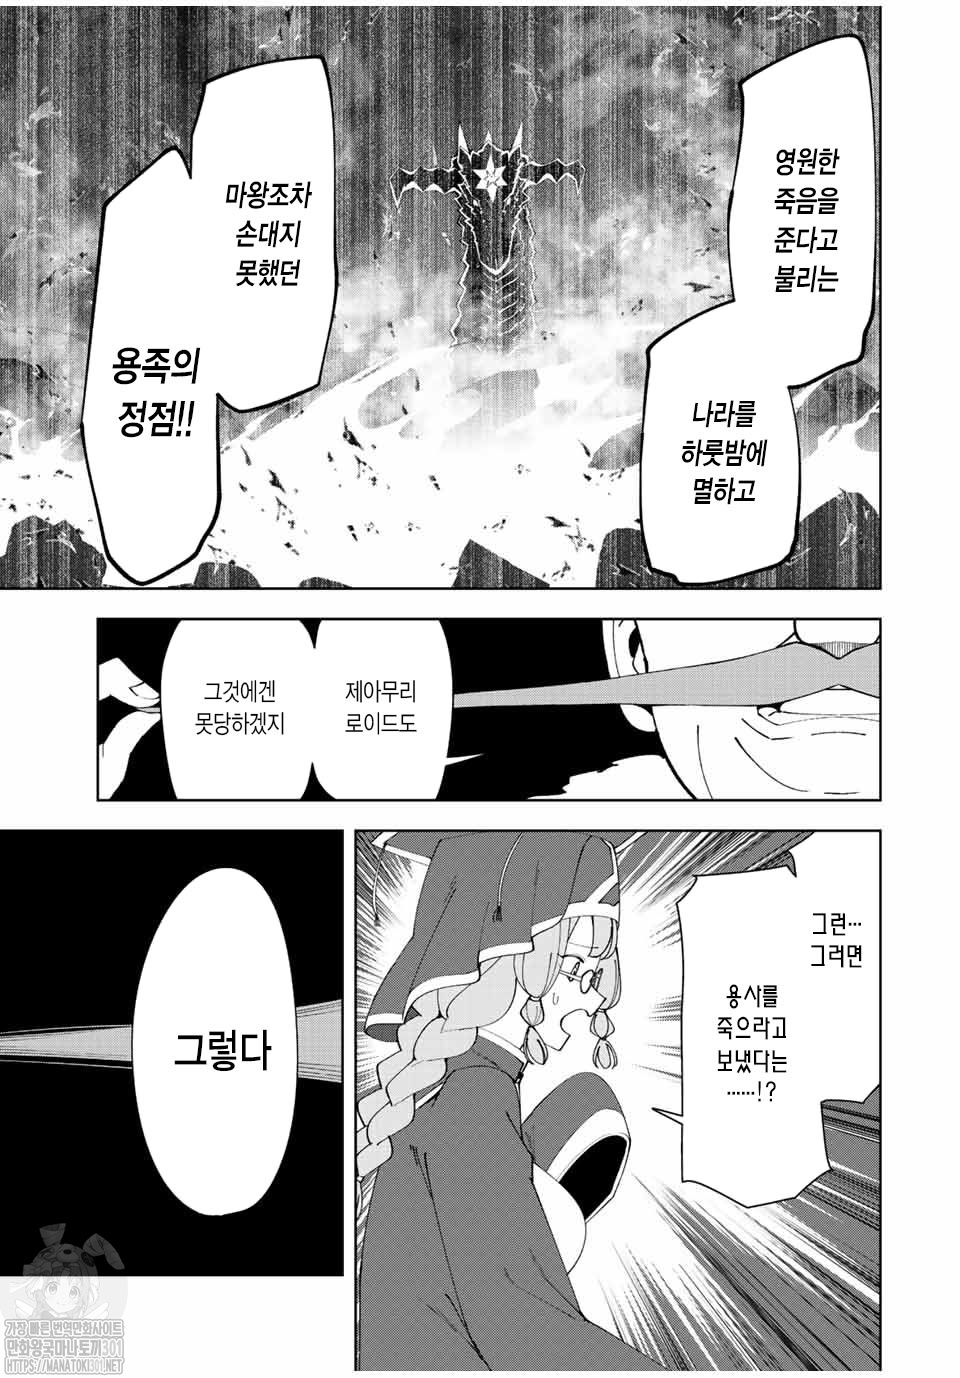 영원한
죽음을
준다고
불리는
나라를
하룻밤에
멸하고
마왕조차
손대지
못했던
용족의
정점!!
제아무리
로이드도
그것에겐
못당하겠지
그런…
그러면
용사를
죽으라고
보냈다는
……!?
그렇다
가장 빠른 번역만화사이트
만화왕국마나토끼301
HTTPS://MANATOKI301.NET